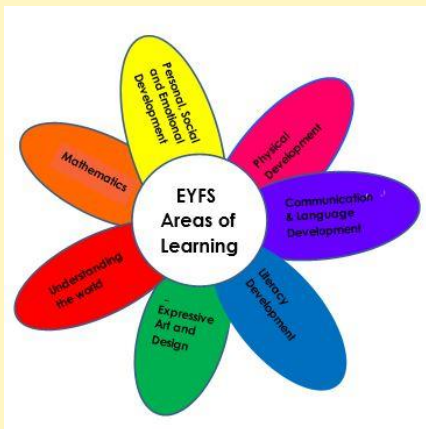 EYFS
Areas of
Learning
Personal, Social
and Emotional
Development
Physical
Development
Communication
& Language
Development
Literacy
Development
Expressive
Art and
Design
Understanding
the world
Mathematics